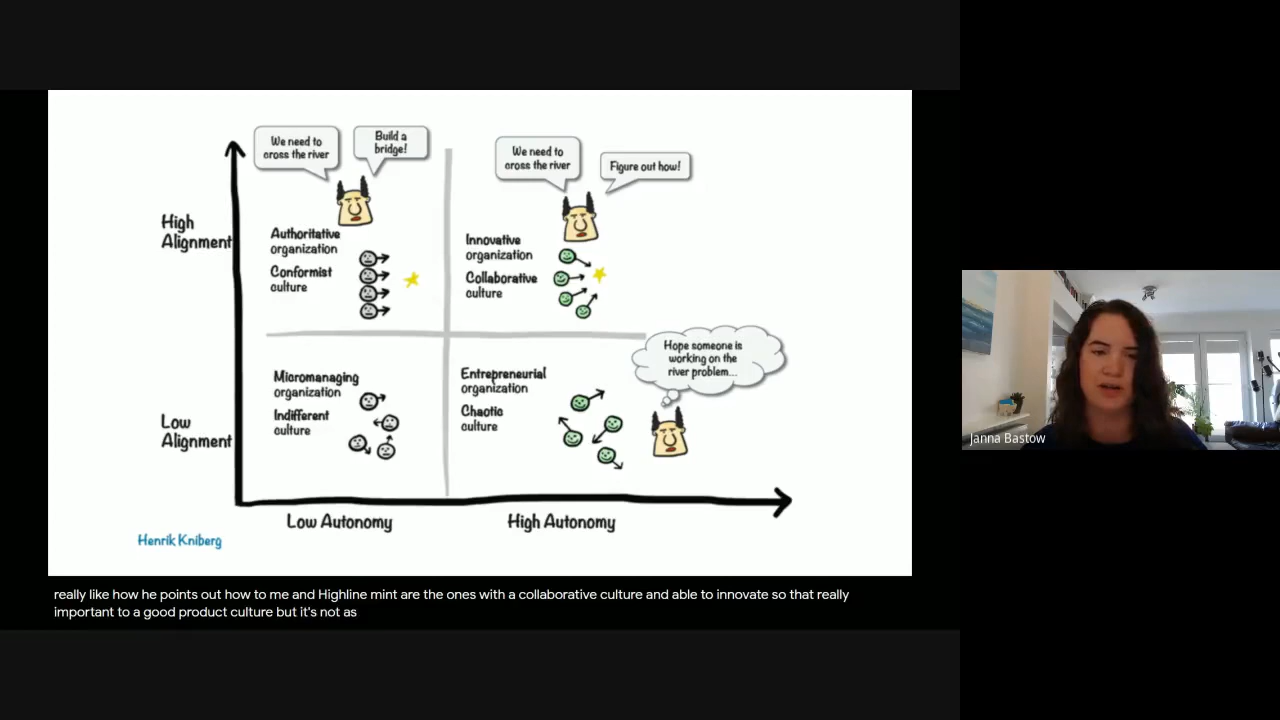 We need to
cross the river
Build a
bridge!
We need to
cross the river
Figure out how!
High
Alignment
Authoritative
organization
Conformist
culture
Innovative
organization
Collaborative
culture
Hope someone is
working on the
river problem...
Micromanaging
organization
Indifferent
culture
Entrepreneurial
organization
Chaotic
culture
Low
Alignment
Low Autonomy
High Autonomy
Henrik Kniberg
Janna Bastow
really like how he points out how to me and Highline mint are the ones with a collaborative culture and able to innovate so that really
important to a good product culture but it's not as